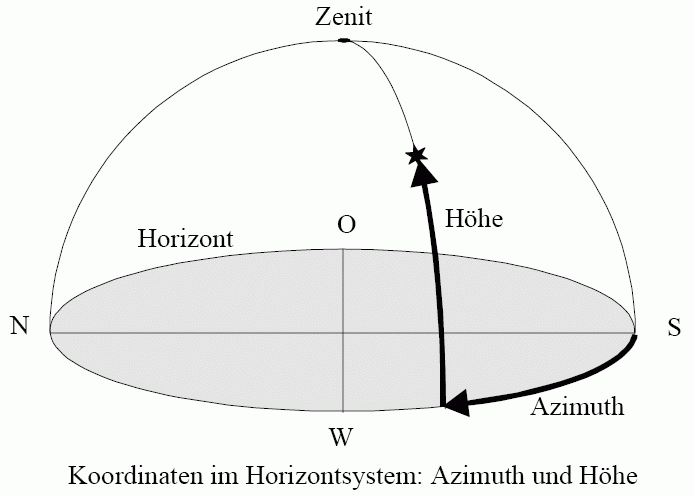 Zenit
Höhe
O
Horizont
N
S
Azimuth
W
Koordinaten im Horizontsystem: Azimuth und Höhe